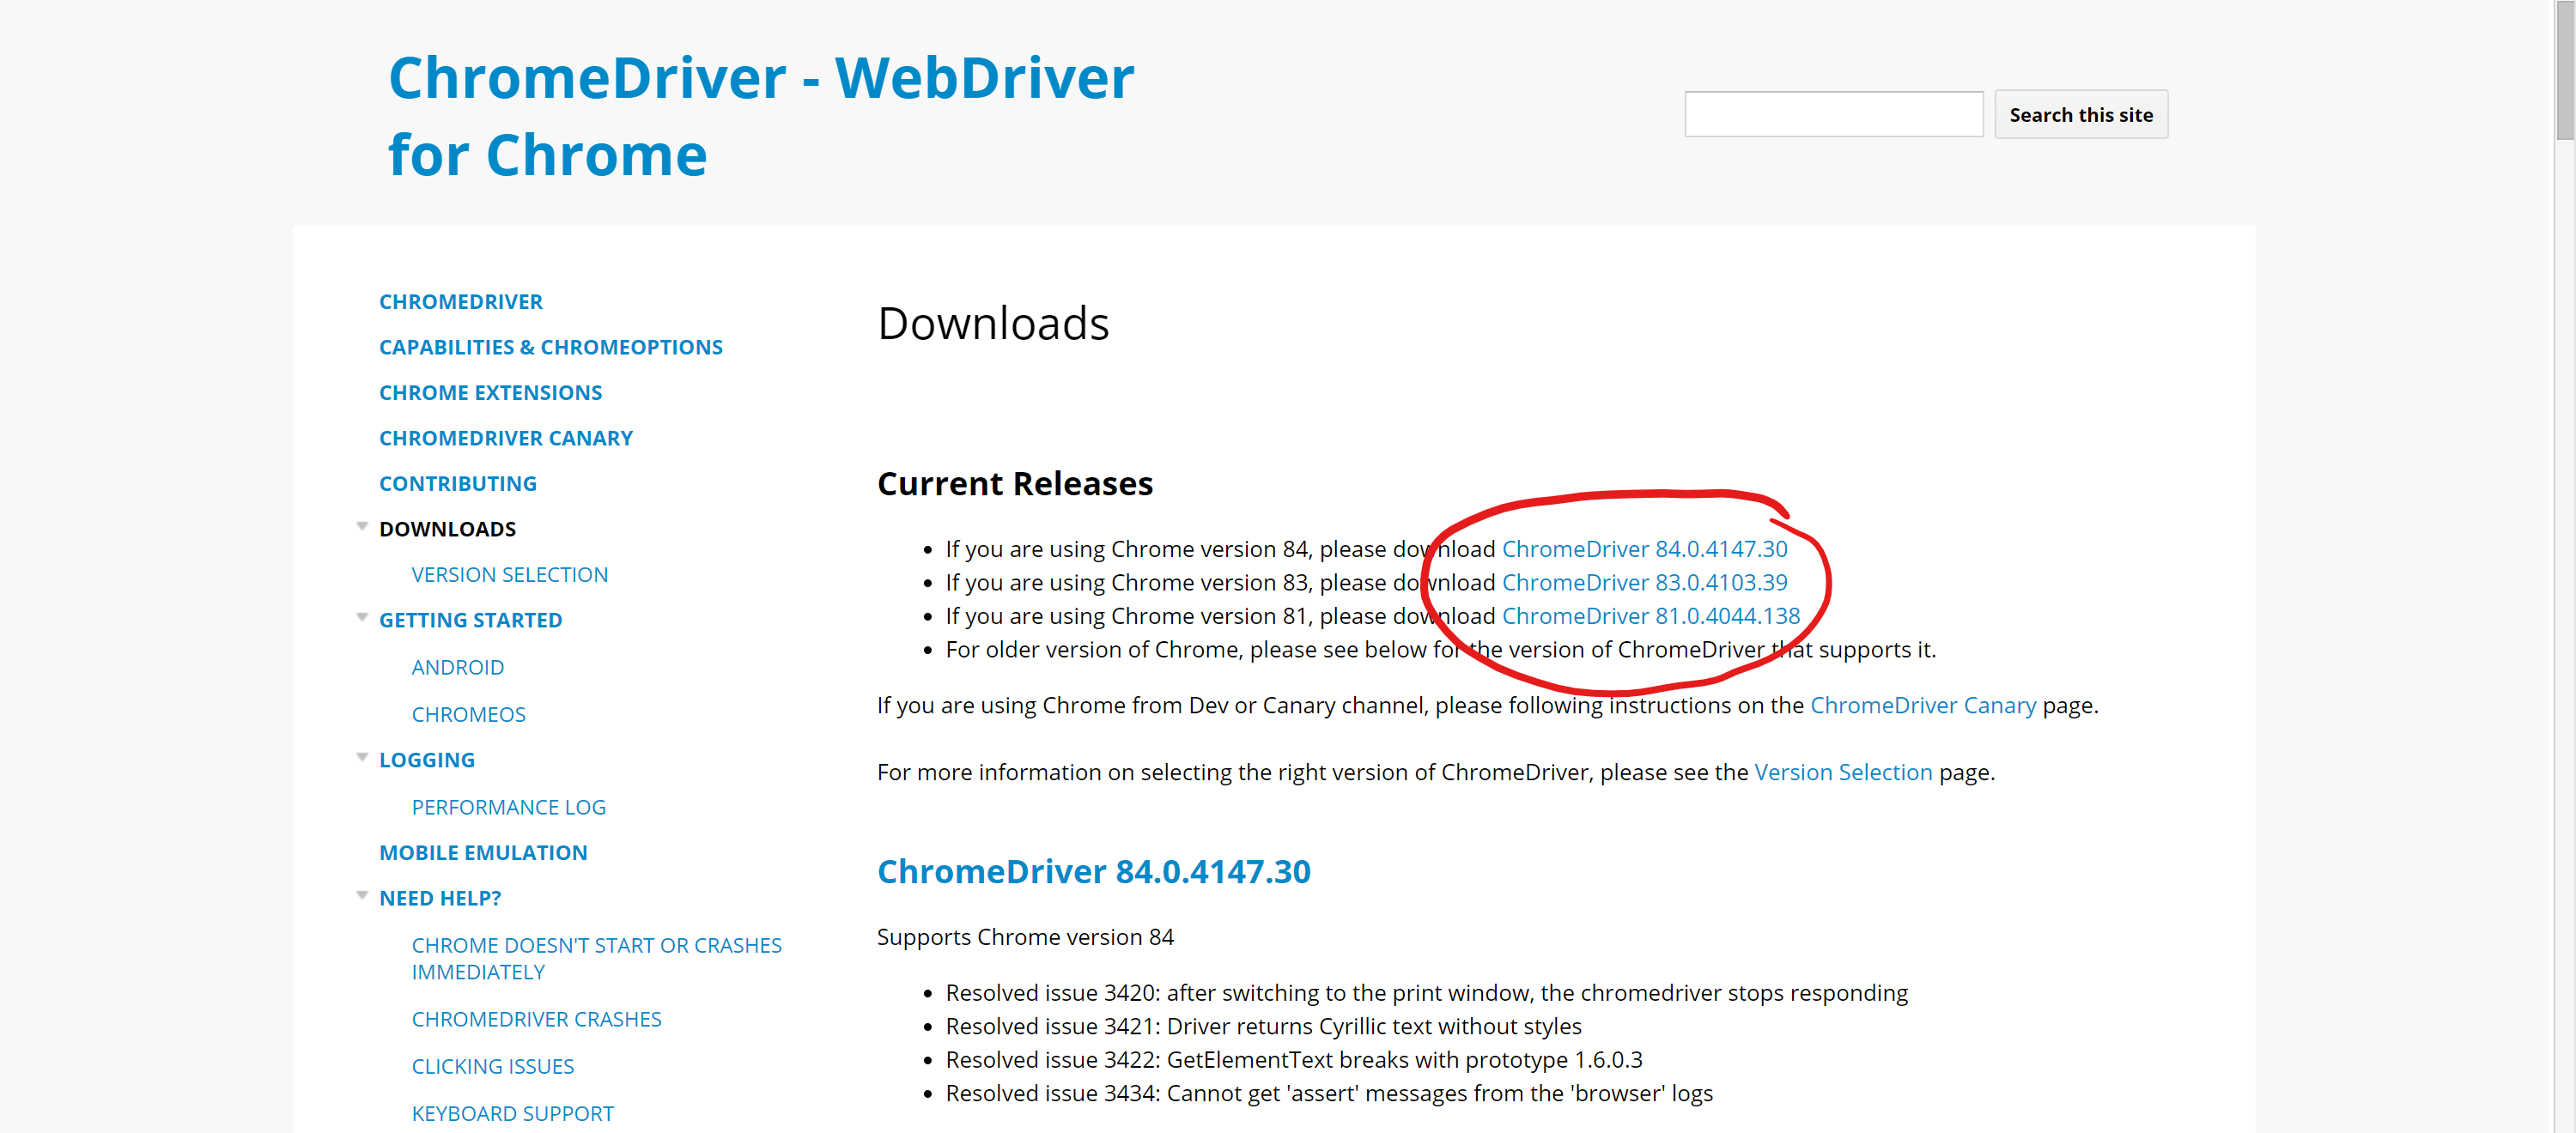 ChromeDriver - WebDriver
for Chrome
Search this site
CHROMEDRIVER
CAPABILITIES & CHROMEOPTIONS
CHROME EXTENSIONS
CHROMEDRIVER CANARY
CONTRIBUTING
DOWNLOADS
VERSION SELECTION
GETTING STARTED
ANDROID
CHROMEOS
LOGGING
PERFORMANCE LOG
MOBILE EMULATION
NEED HELP?
CHROME DOESN'T START OR CRASHES
IMMEDIATELY
CHROMEDRIVER CRASHES
CLICKING ISSUES
KEYBOARD SUPPORT
Downloads
Current Releases
If you are using Chrome version 84, please download ChromeDriver 84.0.4147.30
If you are using Chrome version 83, please download ChromeDriver 83.0.4103.39
If you are using Chrome version 81, please download ChromeDriver 81.0.4044.138
For older version of Chrome, please see below for the version of ChromeDriver that supports it.
If you are using Chrome from Dev or Canary channel, please following instructions on the ChromeDriver Canary page.
For more information on selecting the right version of ChromeDriver, please see the Version Selection page.
ChromeDriver 84.0.4147.30
Supports Chrome version 84
Resolved issue 3420: after switching to the print window, the chromedriver stops responding
Resolved issue 3421: Driver returns Cyrillic text without styles
Resolved issue 3422: GetElementText breaks with prototype 1.6.0.3
Resolved issue 3434: Cannot get 'assert' messages from the 'browser' logs